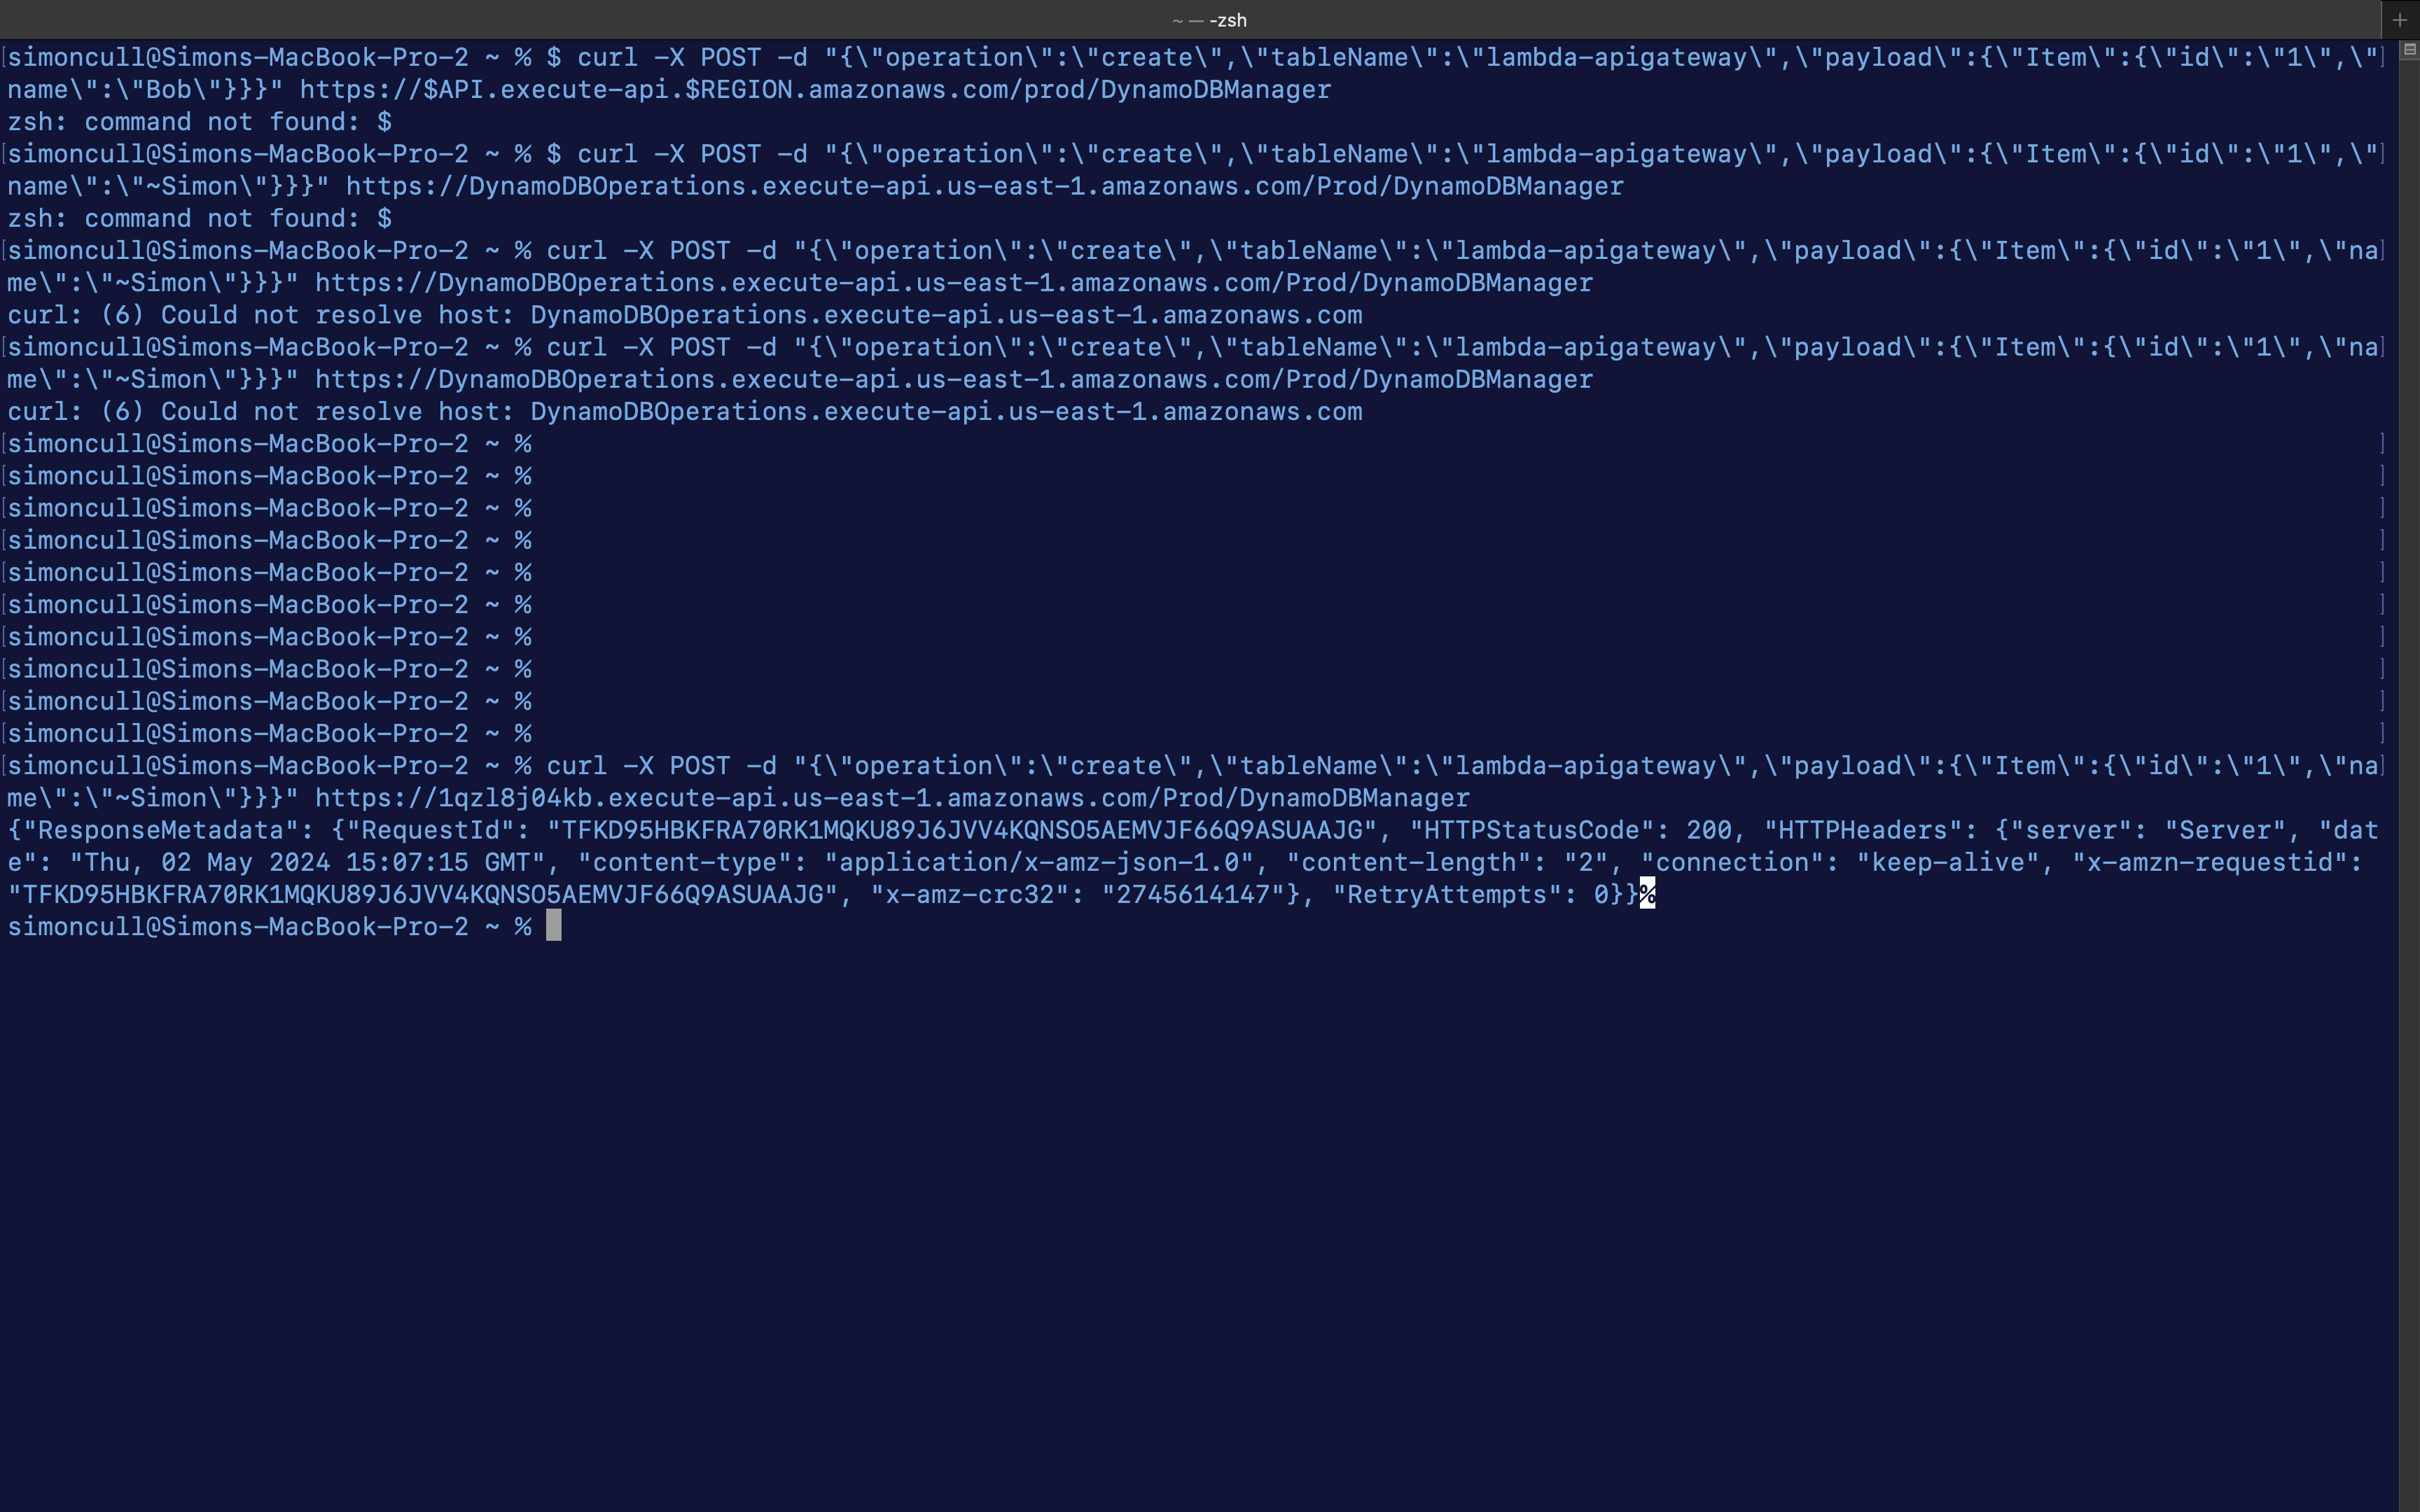 ~ — -zsh
simoncull@Simons-MacBook-Pro-2 ~ % $ curl -X POST -d "{\"operation\":\"create\",\"tableName\":\"lambda-apigateway\",\"payload\":{\"Item\":{\"id\":\"1\",\"
name\":\"Bob\"}}}" https://$API.execute-api.$REGION.amazonaws.com/prod/DynamoDBManager
zsh: command not found: $
simoncull@Simons-MacBook-Pro-2 ~ % $ curl -X POST -d "{\"operation\":\"create\",\"tableName\":\"lambda-apigateway\",\"payload\":{\"Item\":{\"id\":\"1\",\"
name\":\"~Simon\"}}}" https://DynamoDBOperations.execute-api.us-east-1.amazonaws.com/Prod/DynamoDBManager
zsh: command not found: $
simoncull@Simons-MacBook-Pro-2 ~ % curl -X POST -d "{\"operation\":\"create\",\"tableName\":\"lambda-apigateway\",\"payload\":{\"Item\":{\"id\":\"1\",\"na
me\":\"~Simon\"}}}" https://DynamoDBOperations.execute-api.us-east-1.amazonaws.com/Prod/DynamoDBManager
curl: (6) Could not resolve host: DynamoDBOperations.execute-api.us-east-1.amazonaws.com
simoncull@Simons-MacBook-Pro-2 ~ % curl -X POST -d "{\"operation\":\"create\",\"tableName\":\"lambda-apigateway\",\"payload\":{\"Item\":{\"id\":\"1\",\"na
me\":\"~Simon\"}}}" https://DynamoDBOperations.execute-api.us-east-1.amazonaws.com/Prod/DynamoDBManager
curl: (6) Could not resolve host: DynamoDBOperations.execute-api.us-east-1.amazonaws.com
simoncull@Simons-MacBook-Pro-2 ~ %
simoncull@Simons-MacBook-Pro-2 ~ %
simoncull@Simons-MacBook-Pro-2 ~ %
simoncull@Simons-MacBook-Pro-2 ~ %
simoncull@Simons-MacBook-Pro-2 ~ %
simoncull@Simons-MacBook-Pro-2 ~ %
simoncull@Simons-MacBook-Pro-2 ~ %
simoncull@Simons-MacBook-Pro-2 ~ %
simoncull@Simons-MacBook-Pro-2 ~ %
simoncull@Simons-MacBook-Pro-2 ~ %
simoncull@Simons-MacBook-Pro-2 ~ % curl -X POST -d "{\"operation\":\"create\",\"tableName\":\"lambda-apigateway\",\"payload\":{\"Item\":{\"id\":\"1\",\"na
me\":\"~Simon\"}}}" https://1qzl8j04kb.execute-api.us-east-1.amazonaws.com/Prod/DynamoDBManager
{"ResponseMetadata": {"RequestId": "TFKD95HBKFRA70RK1MQKU89J6JVV4KQNSO5AEMVJF66Q9ASUAAJG", "HTTPStatusCode": 200, "HTTPHeaders": {"server": "Server", "dat
e": "Thu, 02 May 2024 15:07:15 GMT", "content-type": "application/x-amz-json-1.0", "content-length": "2", "connection": "keep-alive", "x-amzn-requestid":
"TFKD95HBKFRA70RK1MQKU89J6JVV4KQNSO5AEMVJF66Q9ASUAAJG", "x-amz-crc32": "2745614147"}, "RetryAttempts": 0}}%
simoncull@Simons-MacBook-Pro-2 ~ %